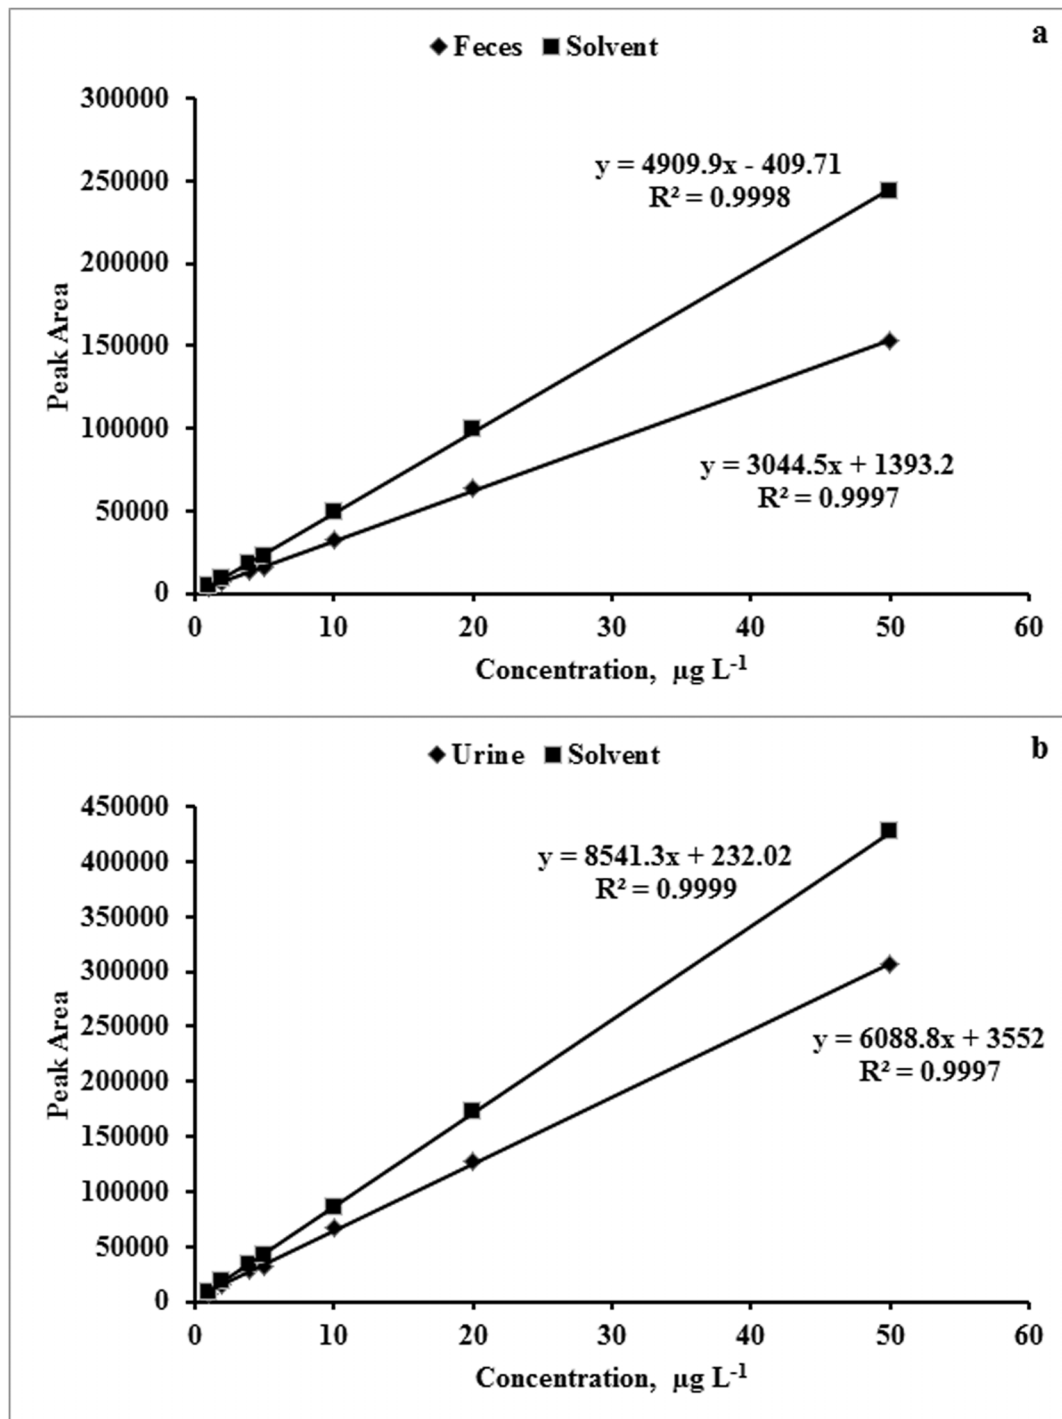 a
Feces Solvent
300000
250000
200000
150000
100000
50000
0
Peak Area
y = 4909.9x - 409.71
R² = 0.9998
y = 3044.5x + 1393.2
R² = 0.9997
0 10 20 30 40 50 60
Concentration, µg L⁻¹
b
Urine Solvent
450000
400000
350000
300000
250000
200000
150000
100000
50000
0
Peak Area
y = 8541.3x + 232.02
R² = 0.9999
y = 6088.8x + 3552
R² = 0.9997
0 10 20 30 40 50 60
Concentration, µg L⁻¹